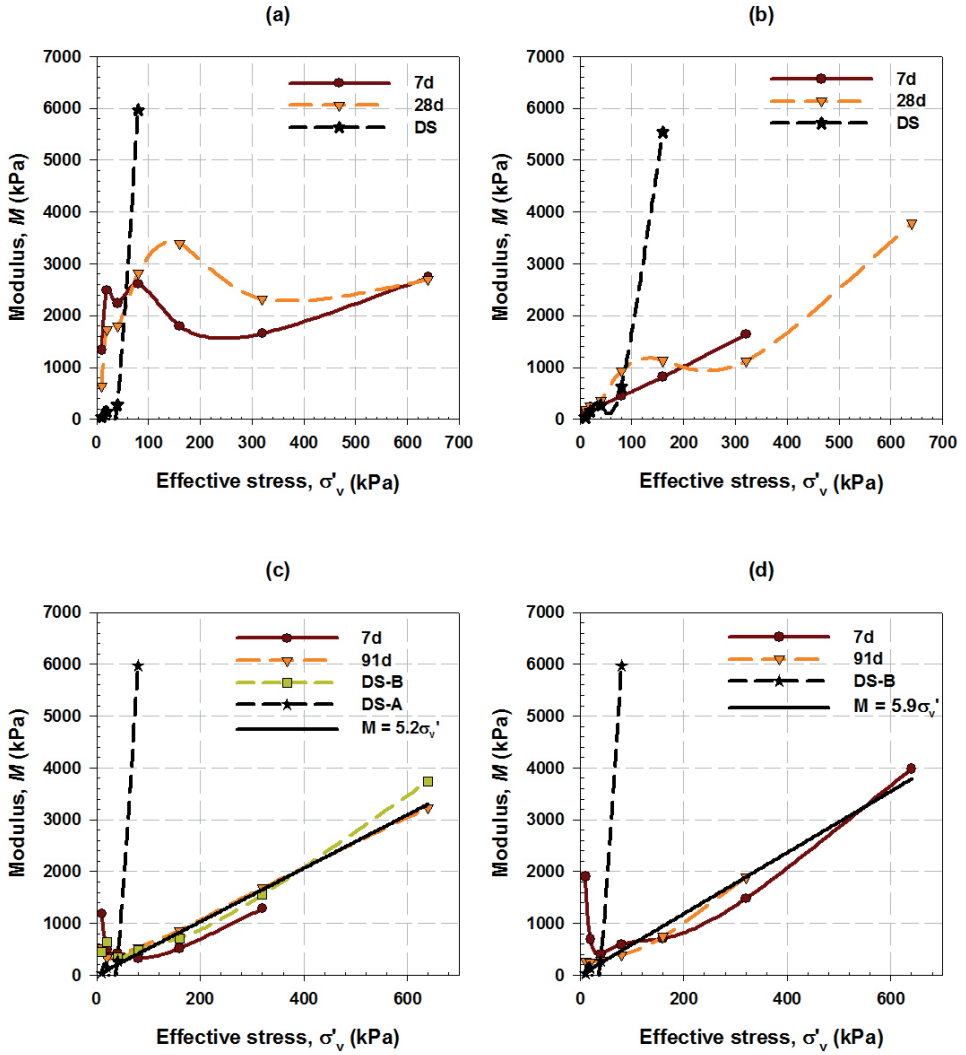 (a)
7000
6000
5000
4000
3000
2000
1000
0
Modulus, M (kPa)
7d
28d
DS
0 100 200 300 400 500 600 700
Effective stress, σ'v (kPa)
(b)
7000
6000
5000
4000
3000
2000
1000
0
Modulus, M (kPa)
7d
28d
DS
0 100 200 300 400 500 600 700
Effective stress, σ'v (kPa)
(c)
7000
6000
5000
4000
3000
2000
1000
0
Modulus, M (kPa)
7d
91d
DS-B
DS-A
M = 5.2σv'
0 200 400 600
Effective stress, σ'v (kPa)
(d)
7000
6000
5000
4000
3000
2000
1000
0
Modulus, M (kPa)
7d
91d
DS-B
M = 5.9σv'
0 200 400 600
Effective stress, σ'v (kPa)